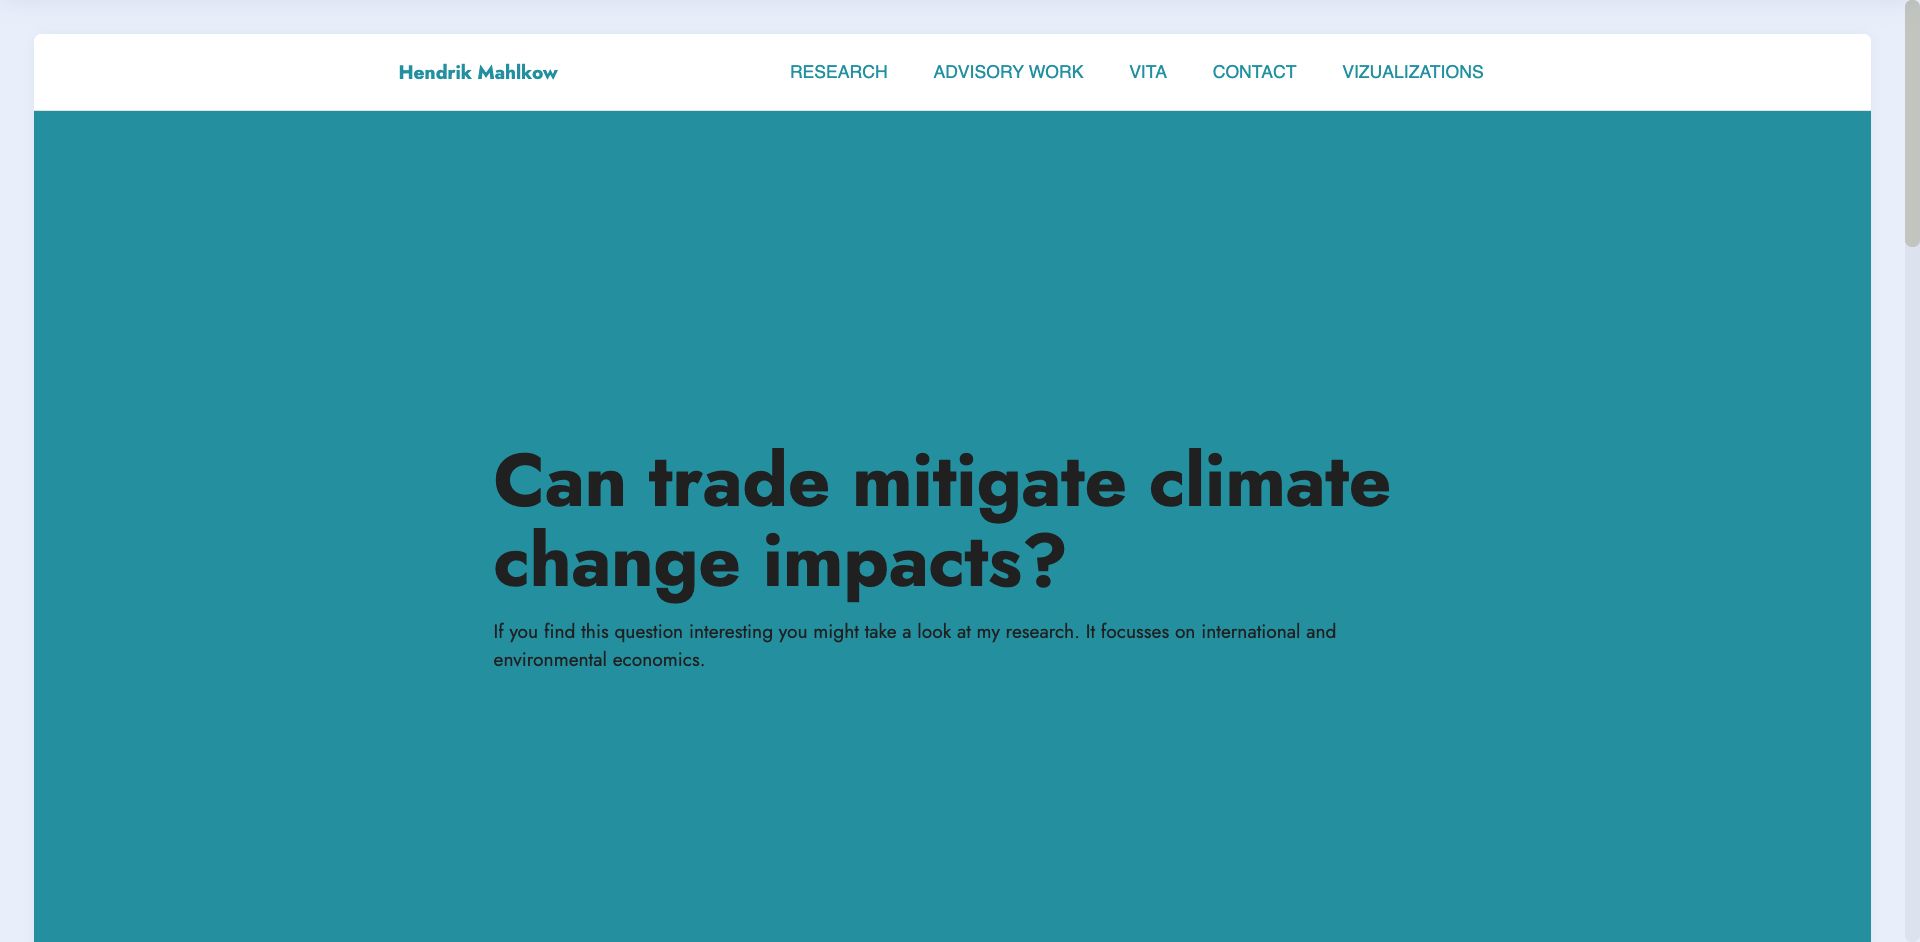 Hendrik Mahlkow
RESEARCH ADVISORY WORK VITA CONTACT VIZUALIZATIONS
Can trade mitigate climate
change impacts?
If you find this question interesting you might take a look at my research. It focusses on international and
environmental economics.